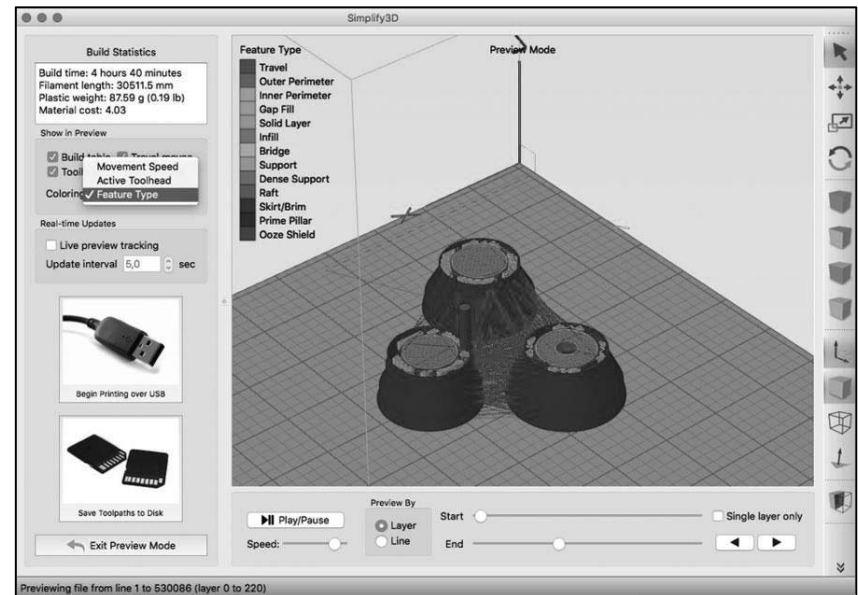 Simplify3D
Build Statistics
Build time: 4 hours 40 minutes
Filament length: 30511.5 mm
Plastic weight: 87.59 g (0.19 lb)
Material cost: 4.03
Show in Preview
Build table
Travel moves
Movement Speed
Active Toolhead
Coloring
✓ Feature Type
Real-time Updates
Live preview tracking
Update interval 5,0 sec
Begin Printing over USB
Save Toolpaths to Disk
Exit Preview Mode
Feature Type
Travel
Outer Perimeter
Inner Perimeter
Gap Fill
Solid Layer
Infill
Bridge
Support
Dense Support
Raft
Skirt/Brim
Prime Pillar
Ooze Shield
Preview Mode
Play/Pause
Speed:
Preview By
Layer
Line
Start
End
Single layer only
Previewing file from line 1 to 530086 (layer 0 to 220)